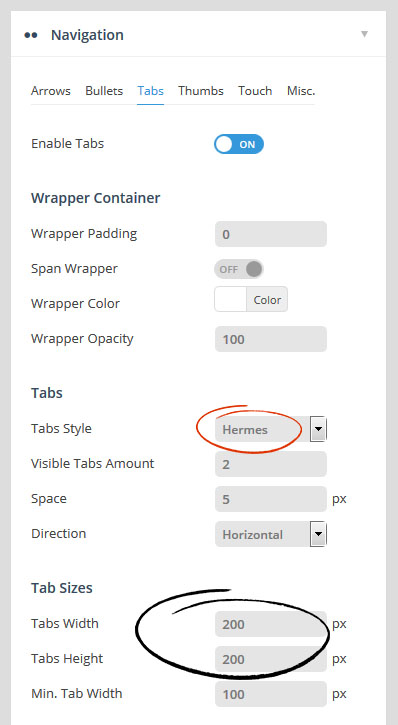 Navigation
Arrows Bullets Tabs Thumbs Touch Misc.
Enable Tabs ON
Wrapper Container
Wrapper Padding 0
Span Wrapper OFF
Wrapper Color Color
Wrapper Opacity 100
Tabs
Tabs Style Hermes
Visible Tabs Amount 2
Space 5 px
Direction Horizontal
Tab Sizes
Tabs Width 200 px
Tabs Height 200 px
Min. Tab Width 100 px